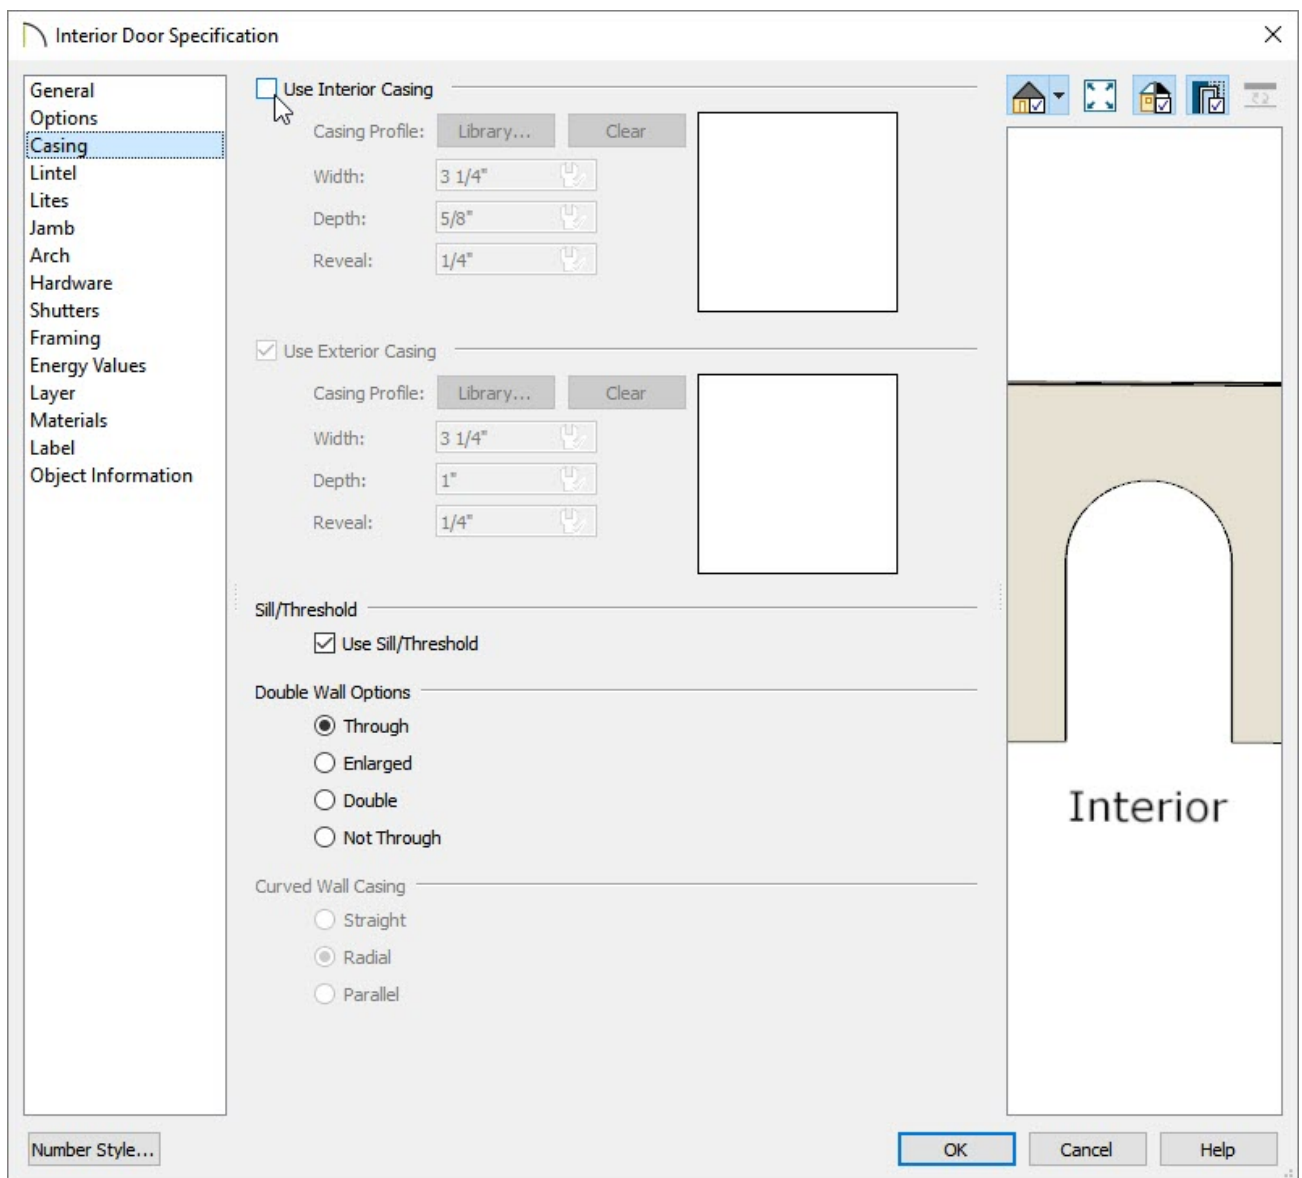 Interior Door Specification
General
Options
Casing
Lintel
Lites
Jamb
Arch
Hardware
Shutters
Framing
Energy Values
Layer
Materials
Label
Object Information
Use Interior Casing
Casing Profile: Library... Clear
Width: 3 1/4"
Depth: 5/8"
Reveal: 1/4"
Use Exterior Casing
Casing Profile: Library... Clear
Width: 3 1/4"
Depth: 1"
Reveal: 1/4"
Sill/Threshold
Use Sill/Threshold
Double Wall Options
Through
Enlarged
Double
Not Through
Curved Wall Casing
Straight
Radial
Parallel
Interior
Number Style... OK Cancel Help